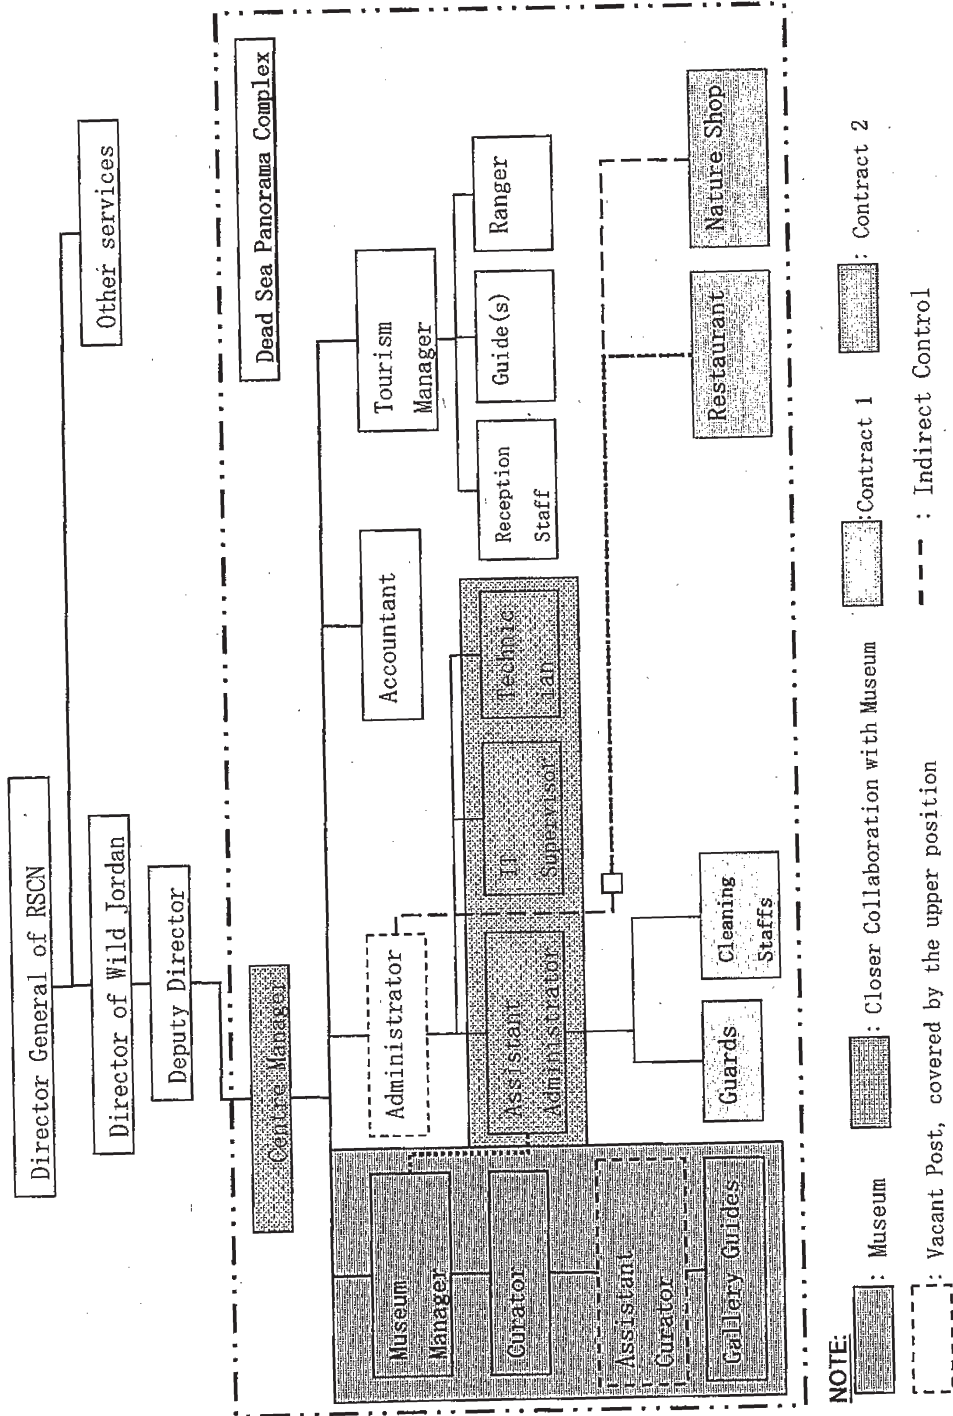 Director General of RSCN
Other services
Director of Wild Jordan
Deputy Director
Dead Sea Panorama Complex
Centre Manager
Administrator
Accountant
Tourism
Manager
Museum
Manager
Curator
Assistant
Curator
Gallery Guides
Assistant
Administrator
IT
Supervisor
Technic
ian
Reception
Staff
Guide(s)
Ranger
Guards
Cleaning
Staffs
Restaurant
Nature Shop
NOTE:
: Museum
: Closer Collaboration with Museum
:Contract 1
: Contract 2
: Vacant Post, covered by the upper position
: Indirect Control